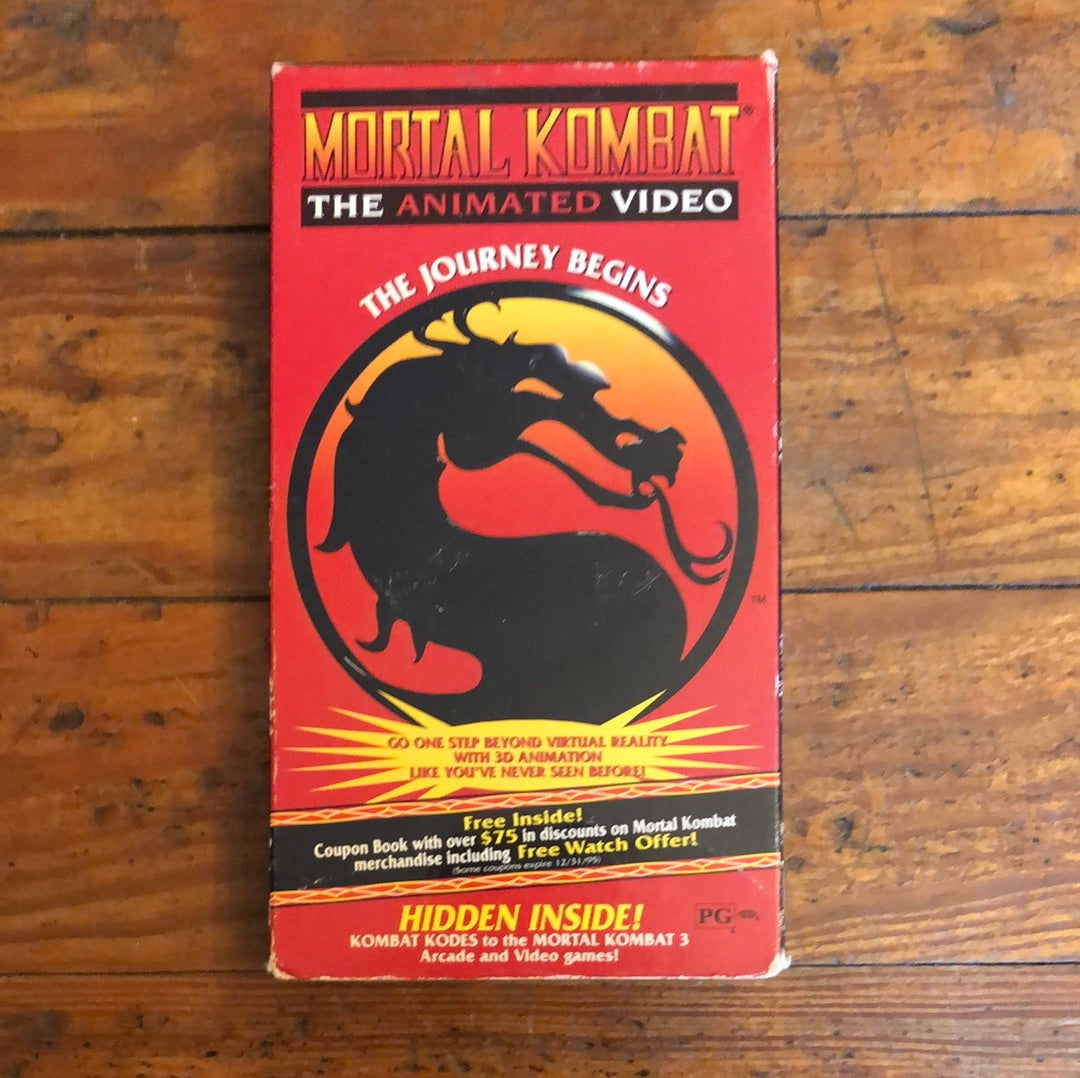 MORTAL KOMBAT®
THE ANIMATED VIDEO
THE JOURNEY BEGINS
TM
GO ONE STEP BEYOND VIRTUAL REALITY
WITH 3D ANIMATION
LIKE YOU'VE NEVER SEEN BEFORE!
Free Inside!
Coupon Book with over $75 in discounts on Mortal Kombat
merchandise including Free Watch Offer!
(Some coupons expire 12/31/95)
HIDDEN INSIDE!
PG
KOMBAT KODES to the MORTAL KOMBAT 3
Arcade and Video games!